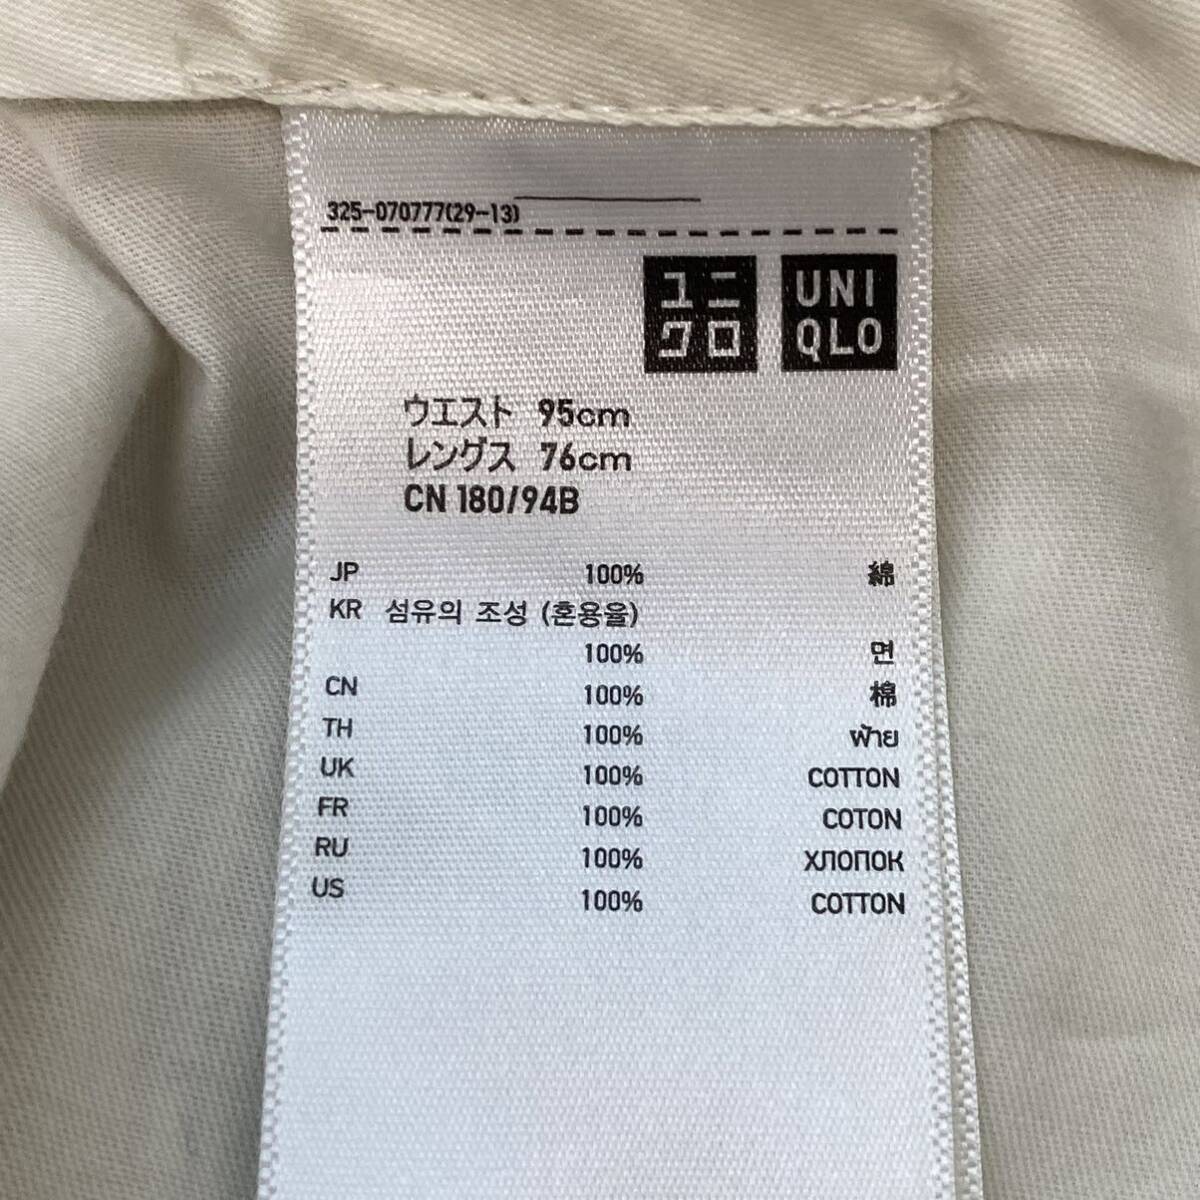 325-070777(29-13)
ユニ
クロ
UNI
QLO
ウエスト 95cm
レングス 76cm
CN 180/94B
JP 100% 綿
KR 섬유의 조성 (혼용율)
100% 면
CN 100% 棉
TH 100% ฝ้าย
UK 100% COTTON
FR 100% COTON
RU 100% ХЛОПОК
US 100% COTTON